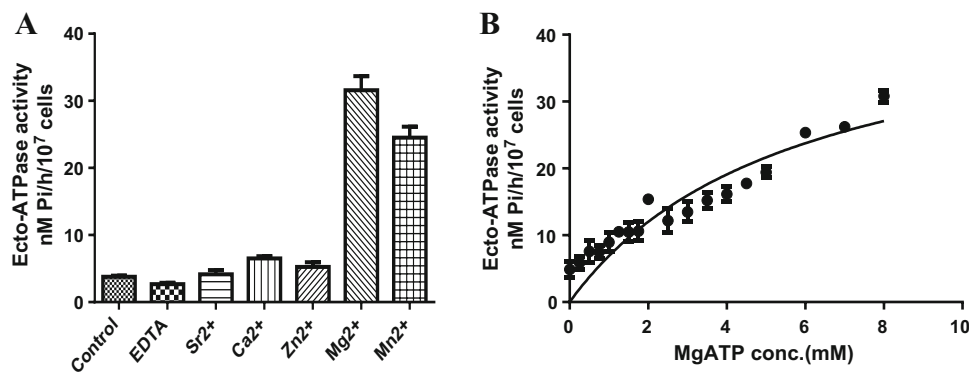 A
Ecto-ATPase activity
nM Pi/h/10⁷ cells
40
30
20
10
0
Control
EDTA
Sr2+
Ca2+
Zn2+
Mg2+
Mn2+
B
Ecto-ATPase activity
nM Pi/h/10⁷ cells
40
30
20
10
0
0
2
4
6
8
10
MgATP conc.(mM)